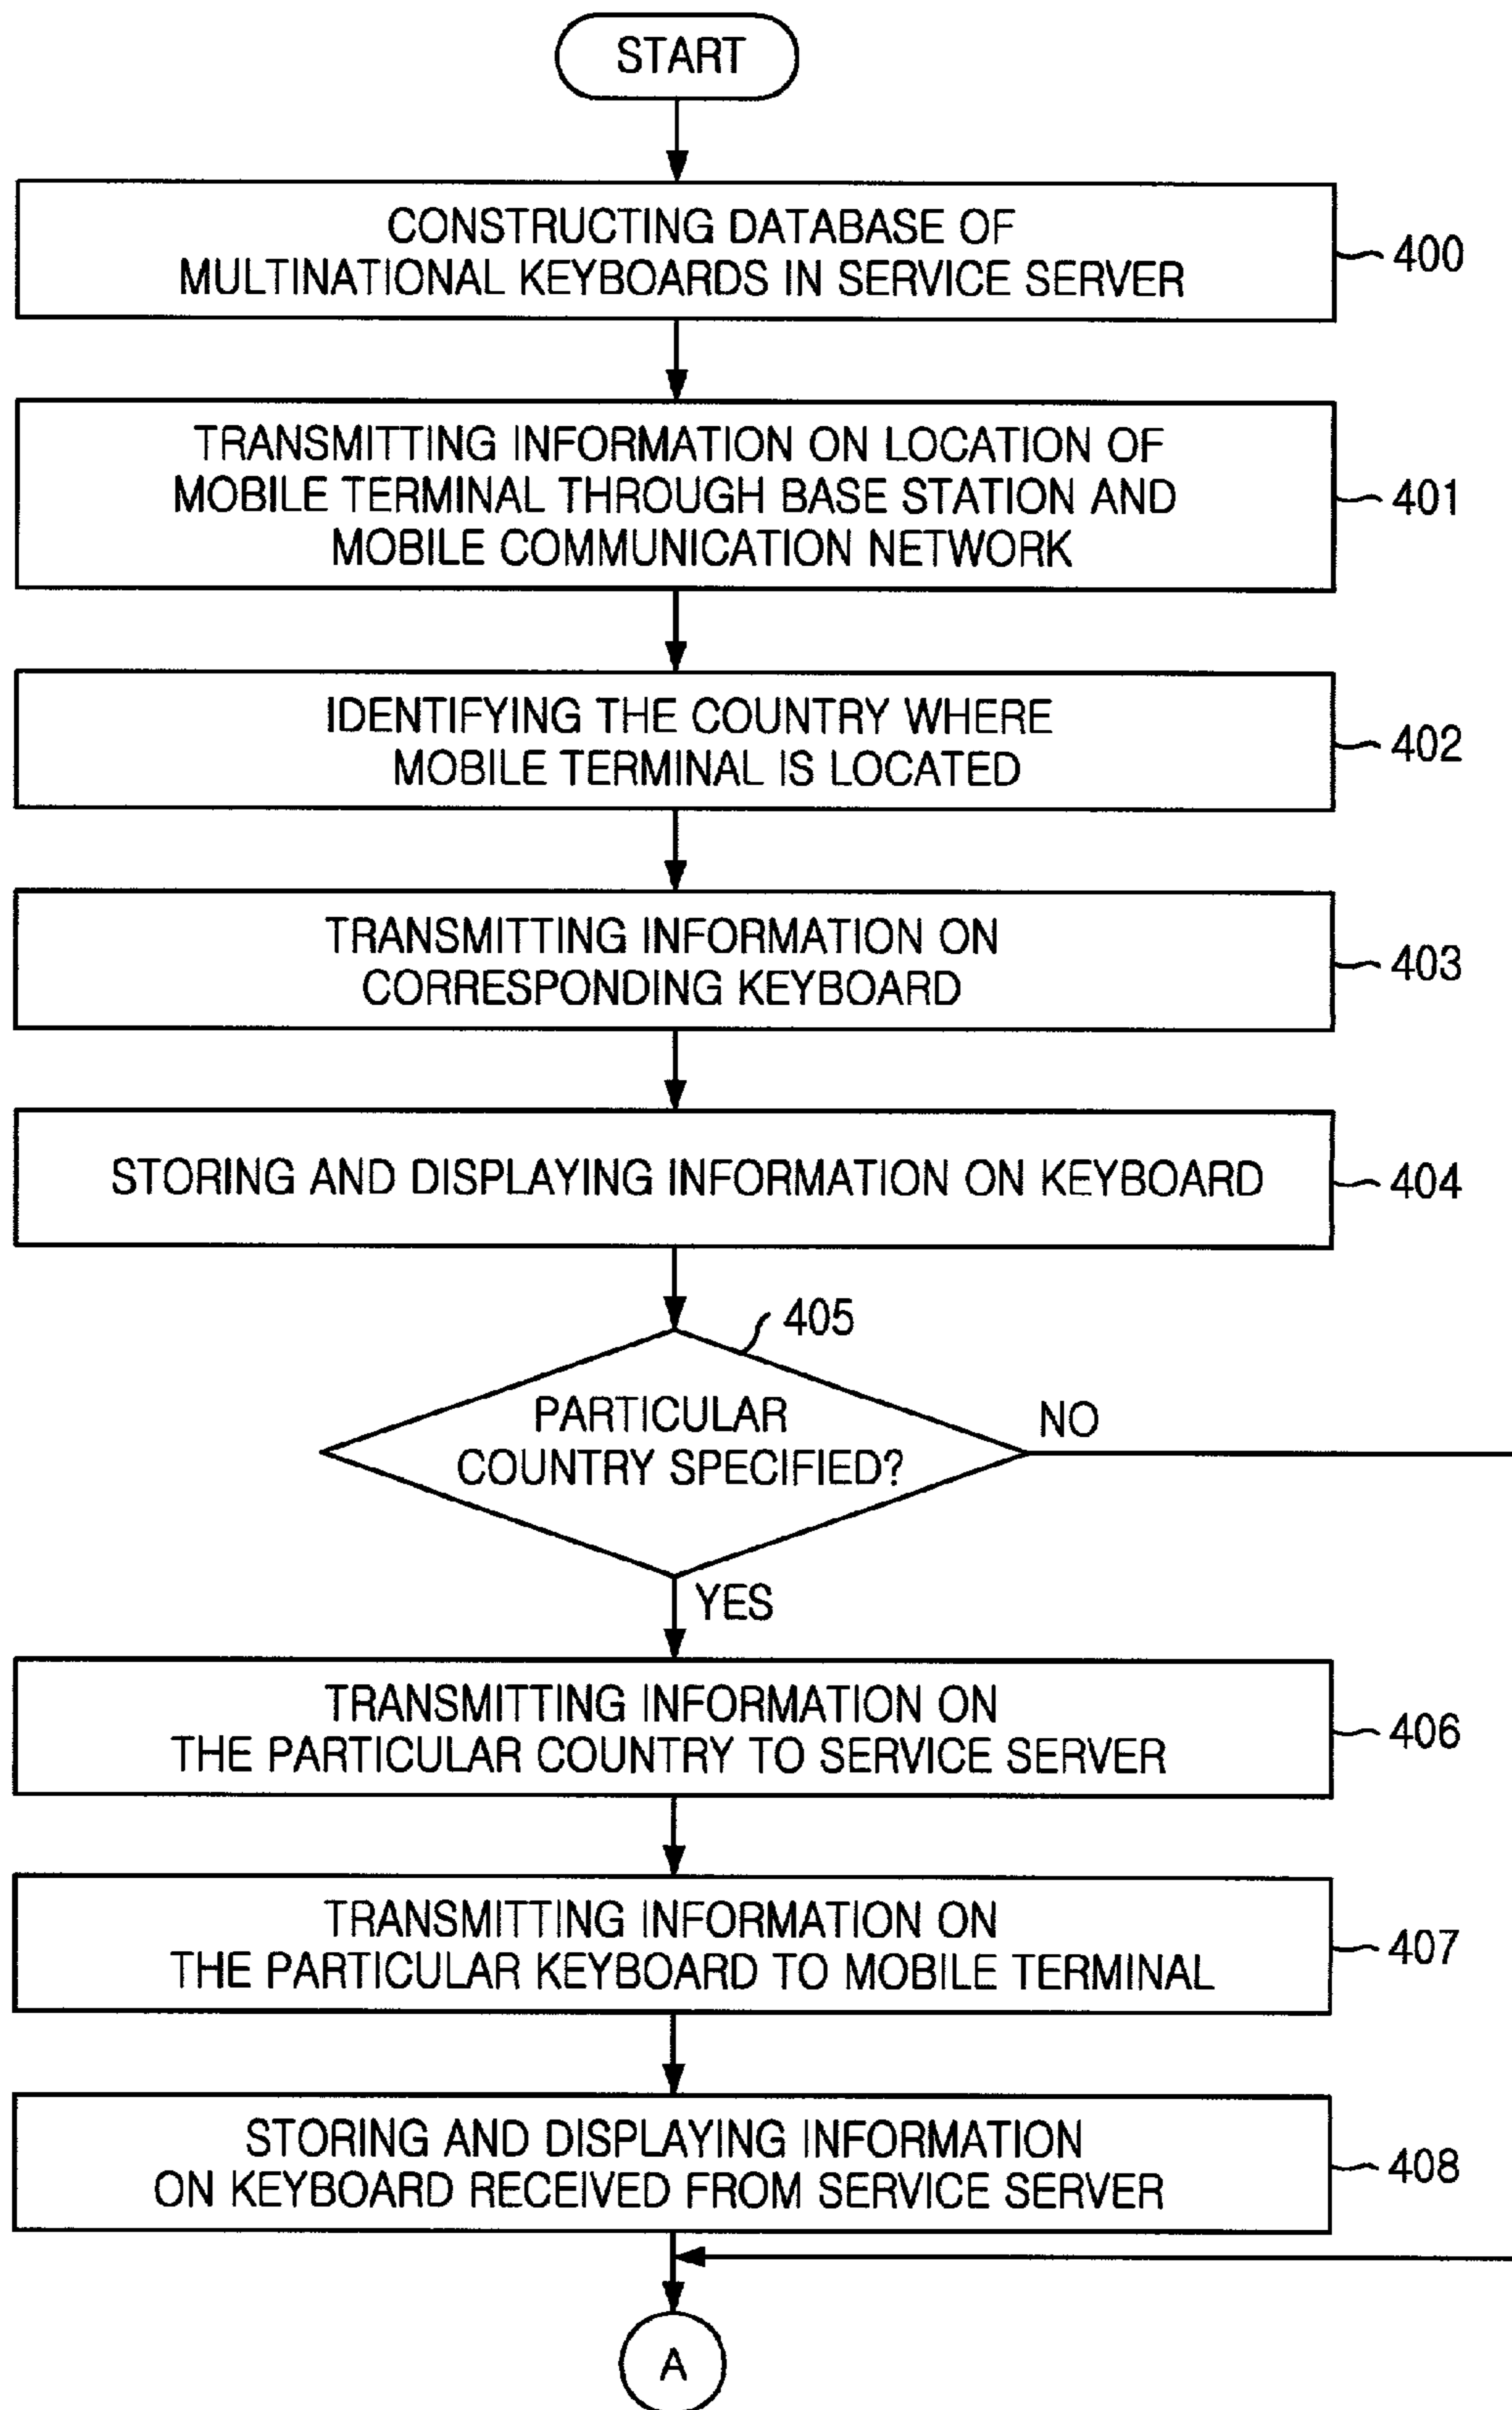 START
CONSTRUCTING DATABASE OF
MULTINATIONAL KEYBOARDS IN SERVICE SERVER
400
TRANSMITTING INFORMATION ON LOCATION OF
MOBILE TERMINAL THROUGH BASE STATION AND
MOBILE COMMUNICATION NETWORK
401
IDENTIFYING THE COUNTRY WHERE
MOBILE TERMINAL IS LOCATED
402
TRANSMITTING INFORMATION ON
CORRESPONDING KEYBOARD
403
STORING AND DISPLAYING INFORMATION ON KEYBOARD
404
405
PARTICULAR
COUNTRY SPECIFIED?
NO
YES
TRANSMITTING INFORMATION ON
THE PARTICULAR COUNTRY TO SERVICE SERVER
406
TRANSMITTING INFORMATION ON
THE PARTICULAR KEYBOARD TO MOBILE TERMINAL
407
STORING AND DISPLAYING INFORMATION
ON KEYBOARD RECEIVED FROM SERVICE SERVER
408
A